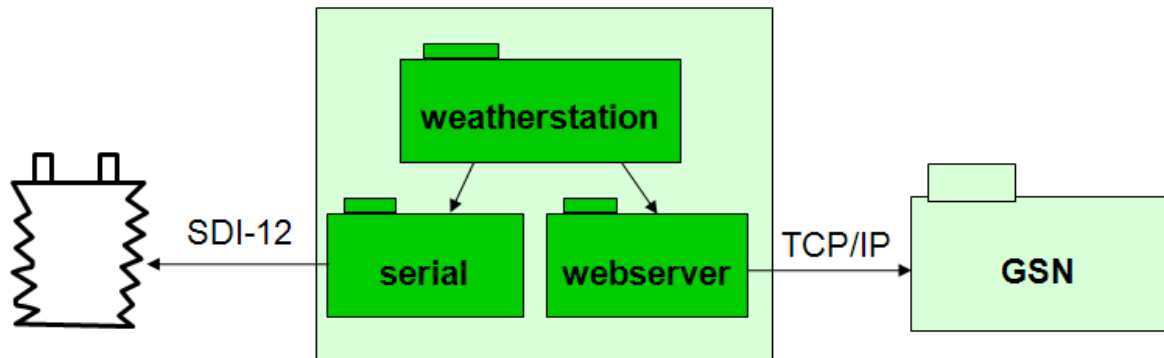 weatherstation
SDI-12
serial
webserver
TCP/IP
GSN